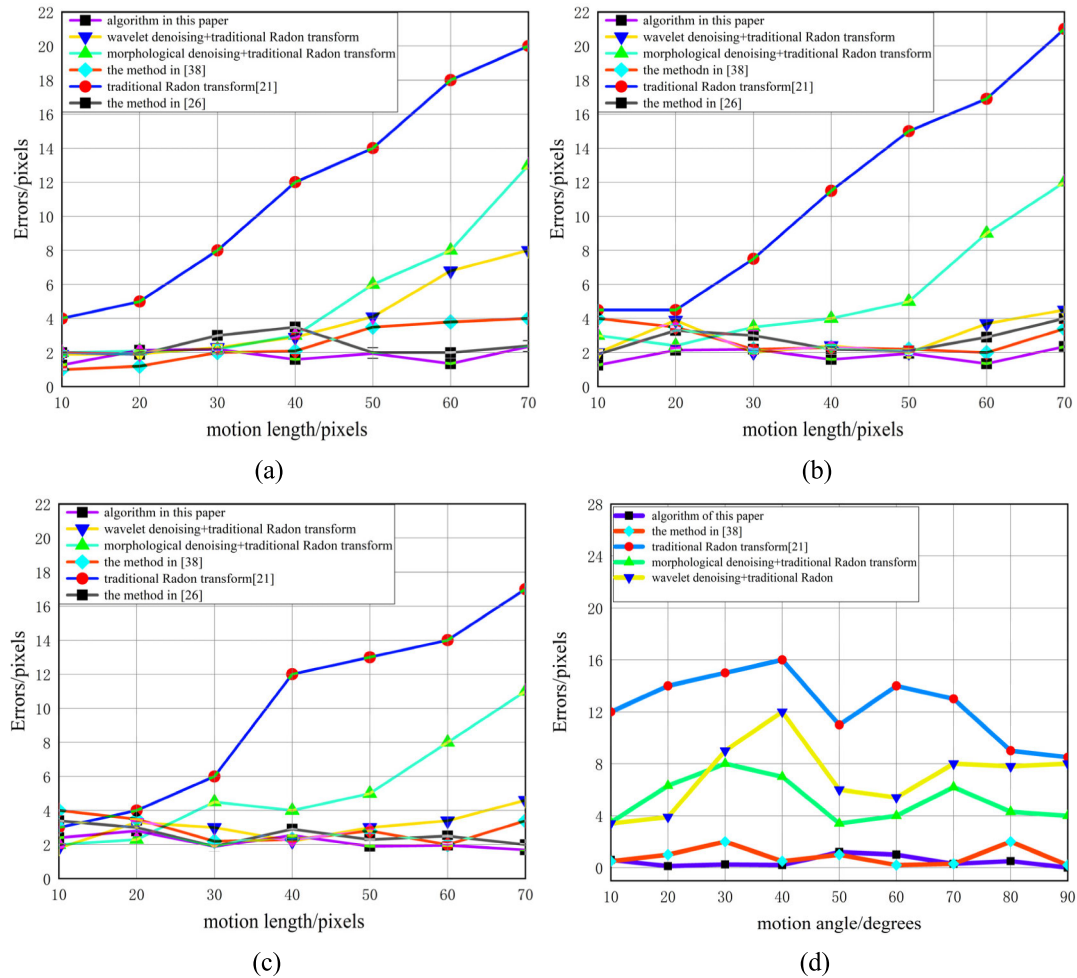 algorithm in this paper
wavelet denoising+traditional Radon transform
morphological denoising+traditional Radon transform
the method in [38]
traditional Radon transform[21]
the method in [26]
22
20
18
16
14
12
10
8
6
4
2
0
Errors/pixels
10 20 30 40 50 60 70
motion length/pixels
(a)
algorithm in this paper
wavelet denoising+traditional Radon transform
morphological denoising+traditional Radon transform
the methodn in [38]
traditional Radon transform[21]
the method in [26]
22
20
18
16
14
12
10
8
6
4
2
0
Errors/pixels
10 20 30 40 50 60 70
motion length/pixels
(b)
algorithm in this paper
wavelet denoising+traditional Radon transform
morphological denoising+traditional Radon transform
the method in [38]
traditional Radon transform[21]
the method in [26]
22
20
18
16
14
12
10
8
6
4
2
0
Errors/pixels
10 20 30 40 50 60 70
motion length/pixels
(c)
algorithm of this paper
the method in [38]
traditional Radon transform[21]
morphological denoising+traditional Radon transform
wavelet denoising+traditional Radon
28
24
20
16
12
8
4
0
Errors/pixels
10 20 30 40 50 60 70 80 90
motion angle/degrees
(d)